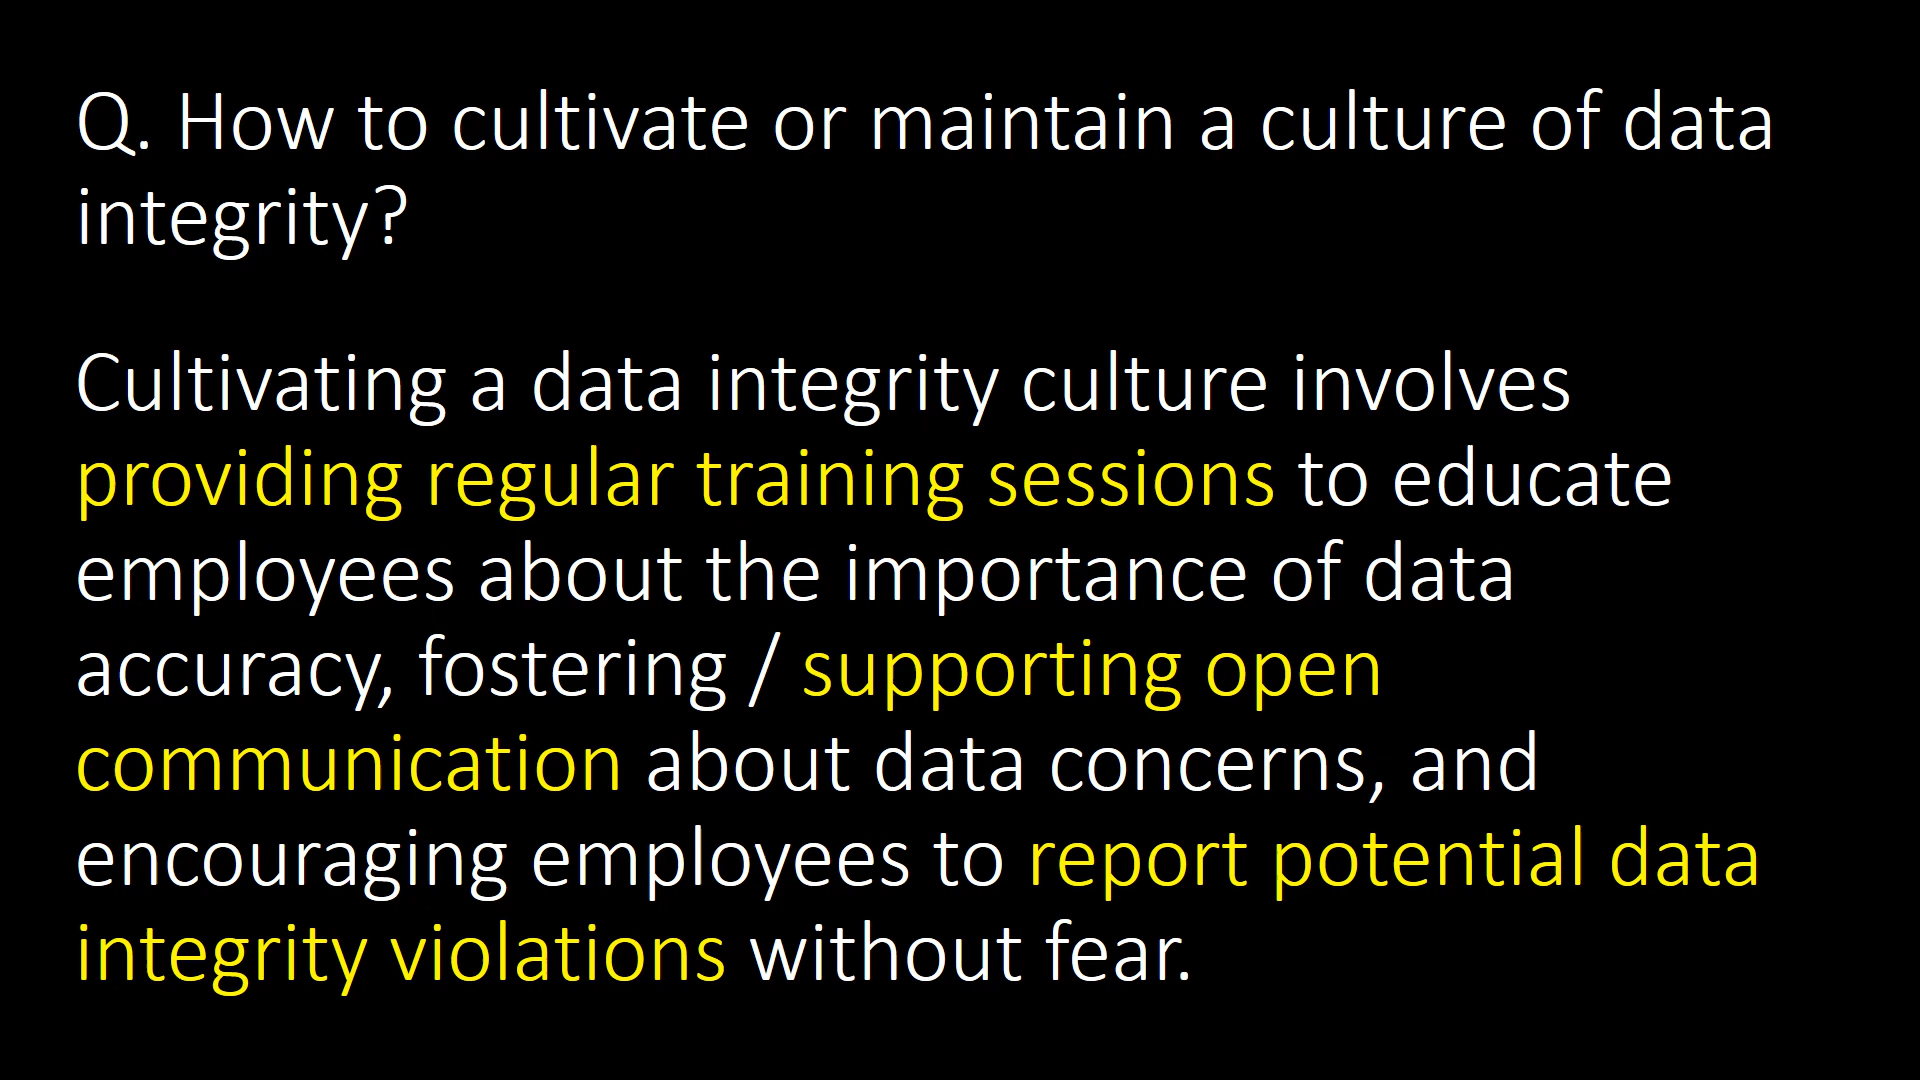 Q. How to cultivate or maintain a culture of data
integrity?
Cultivating a data integrity culture involves
providing regular training sessions to educate
employees about the importance of data
accuracy, fostering / supporting open
communication about data concerns, and
encouraging employees to report potential data
integrity violations without fear.